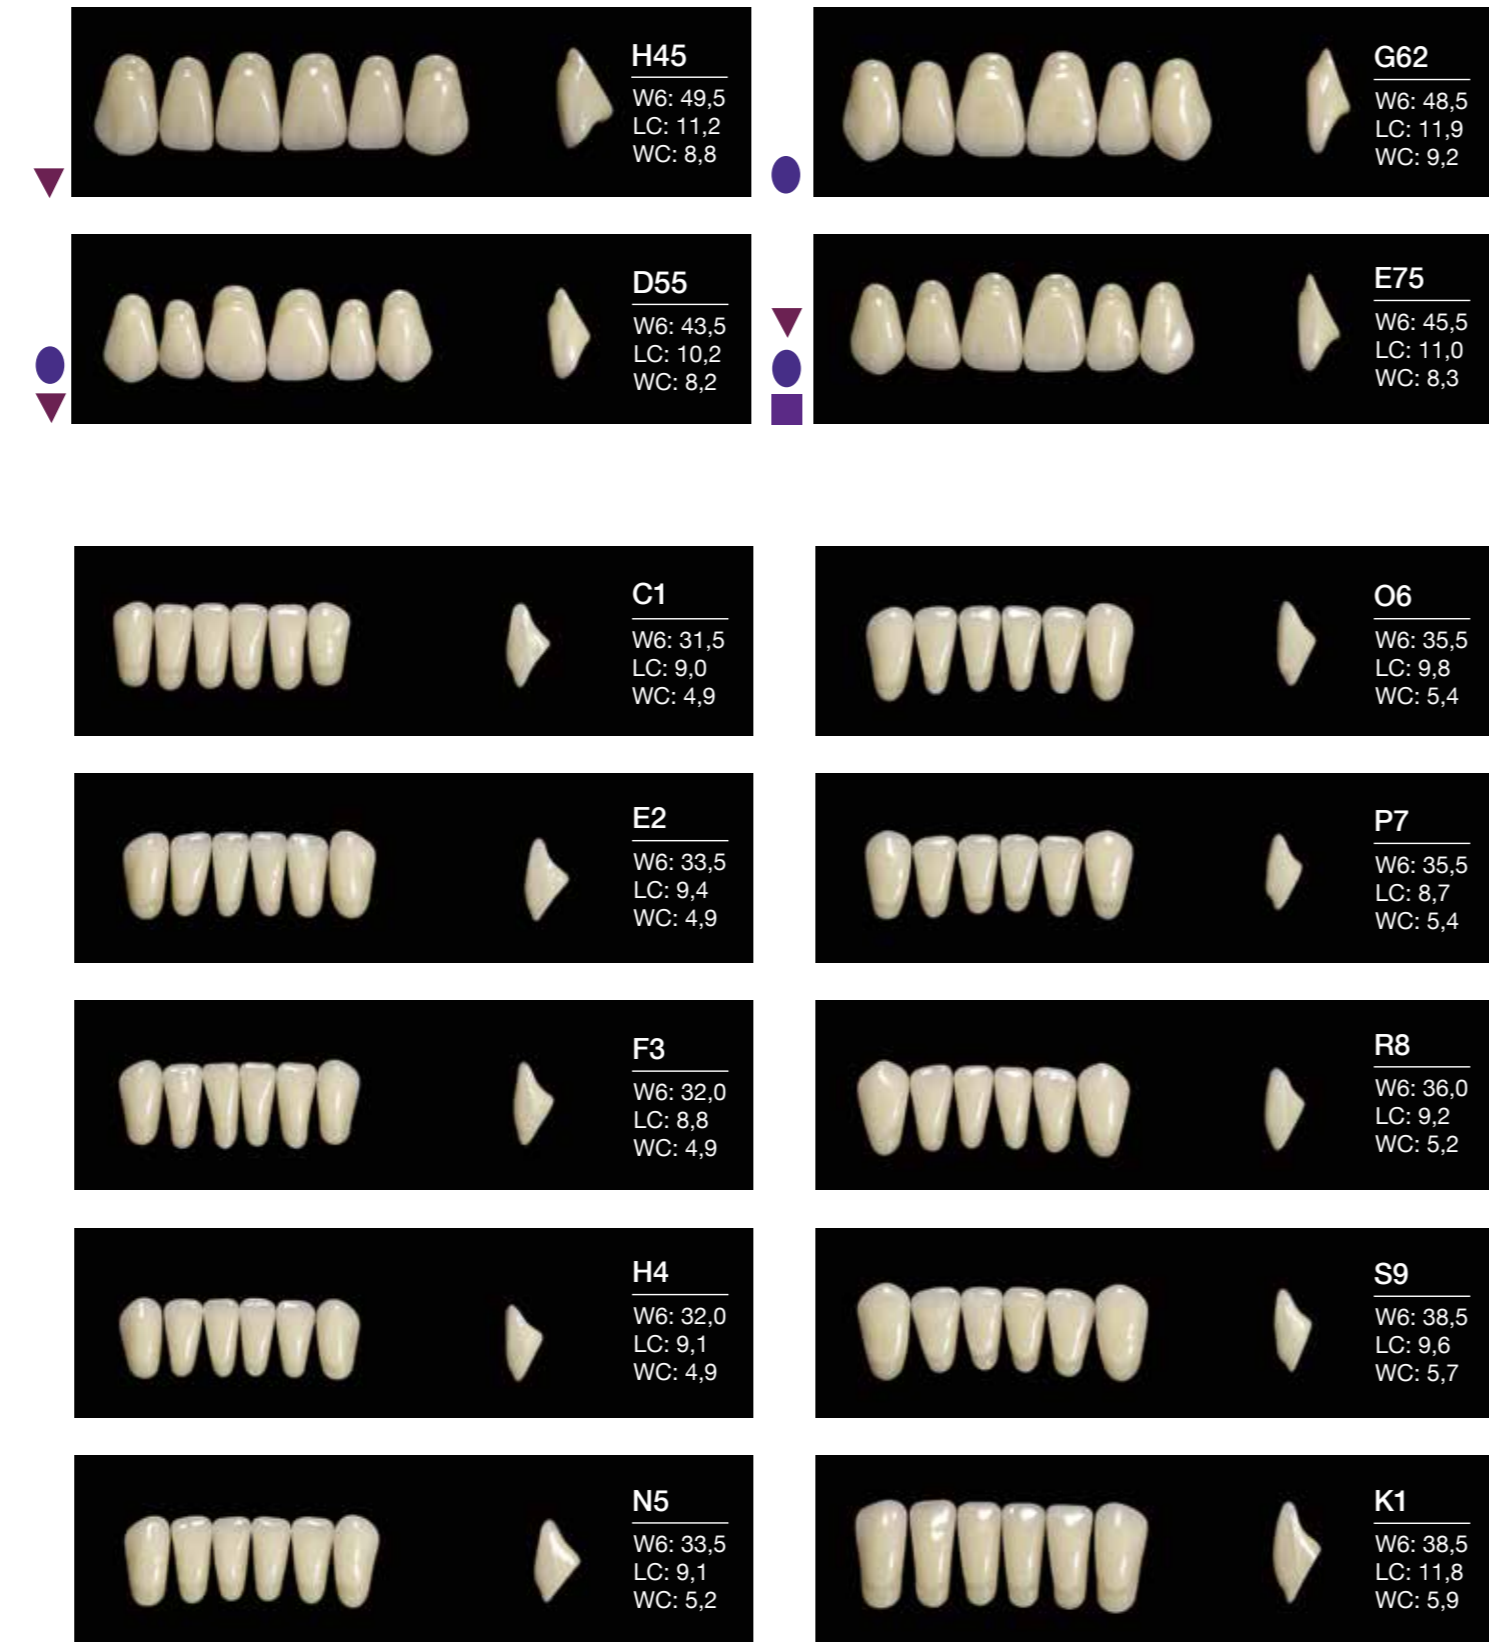 H45
W6: 49,5
LC: 11,2
WC: 8,8
G62
W6: 48,5
LC: 11,9
WC: 9,2
D55
W6: 43,5
LC: 10,2
WC: 8,2
E75
W6: 45,5
LC: 11,0
WC: 8,3
C1
W6: 31,5
LC: 9,0
WC: 4,9
O6
W6: 35,5
LC: 9,8
WC: 5,4
E2
W6: 33,5
LC: 9,4
WC: 4,9
P7
W6: 35,5
LC: 8,7
WC: 5,4
F3
W6: 32,0
LC: 8,8
WC: 4,9
R8
W6: 36,0
LC: 9,2
WC: 5,2
H4
W6: 32,0
LC: 9,1
WC: 4,9
S9
W6: 38,5
LC: 9,6
WC: 5,7
N5
W6: 33,5
LC: 9,1
WC: 5,2
K1
W6: 38,5
LC: 11,8
WC: 5,9